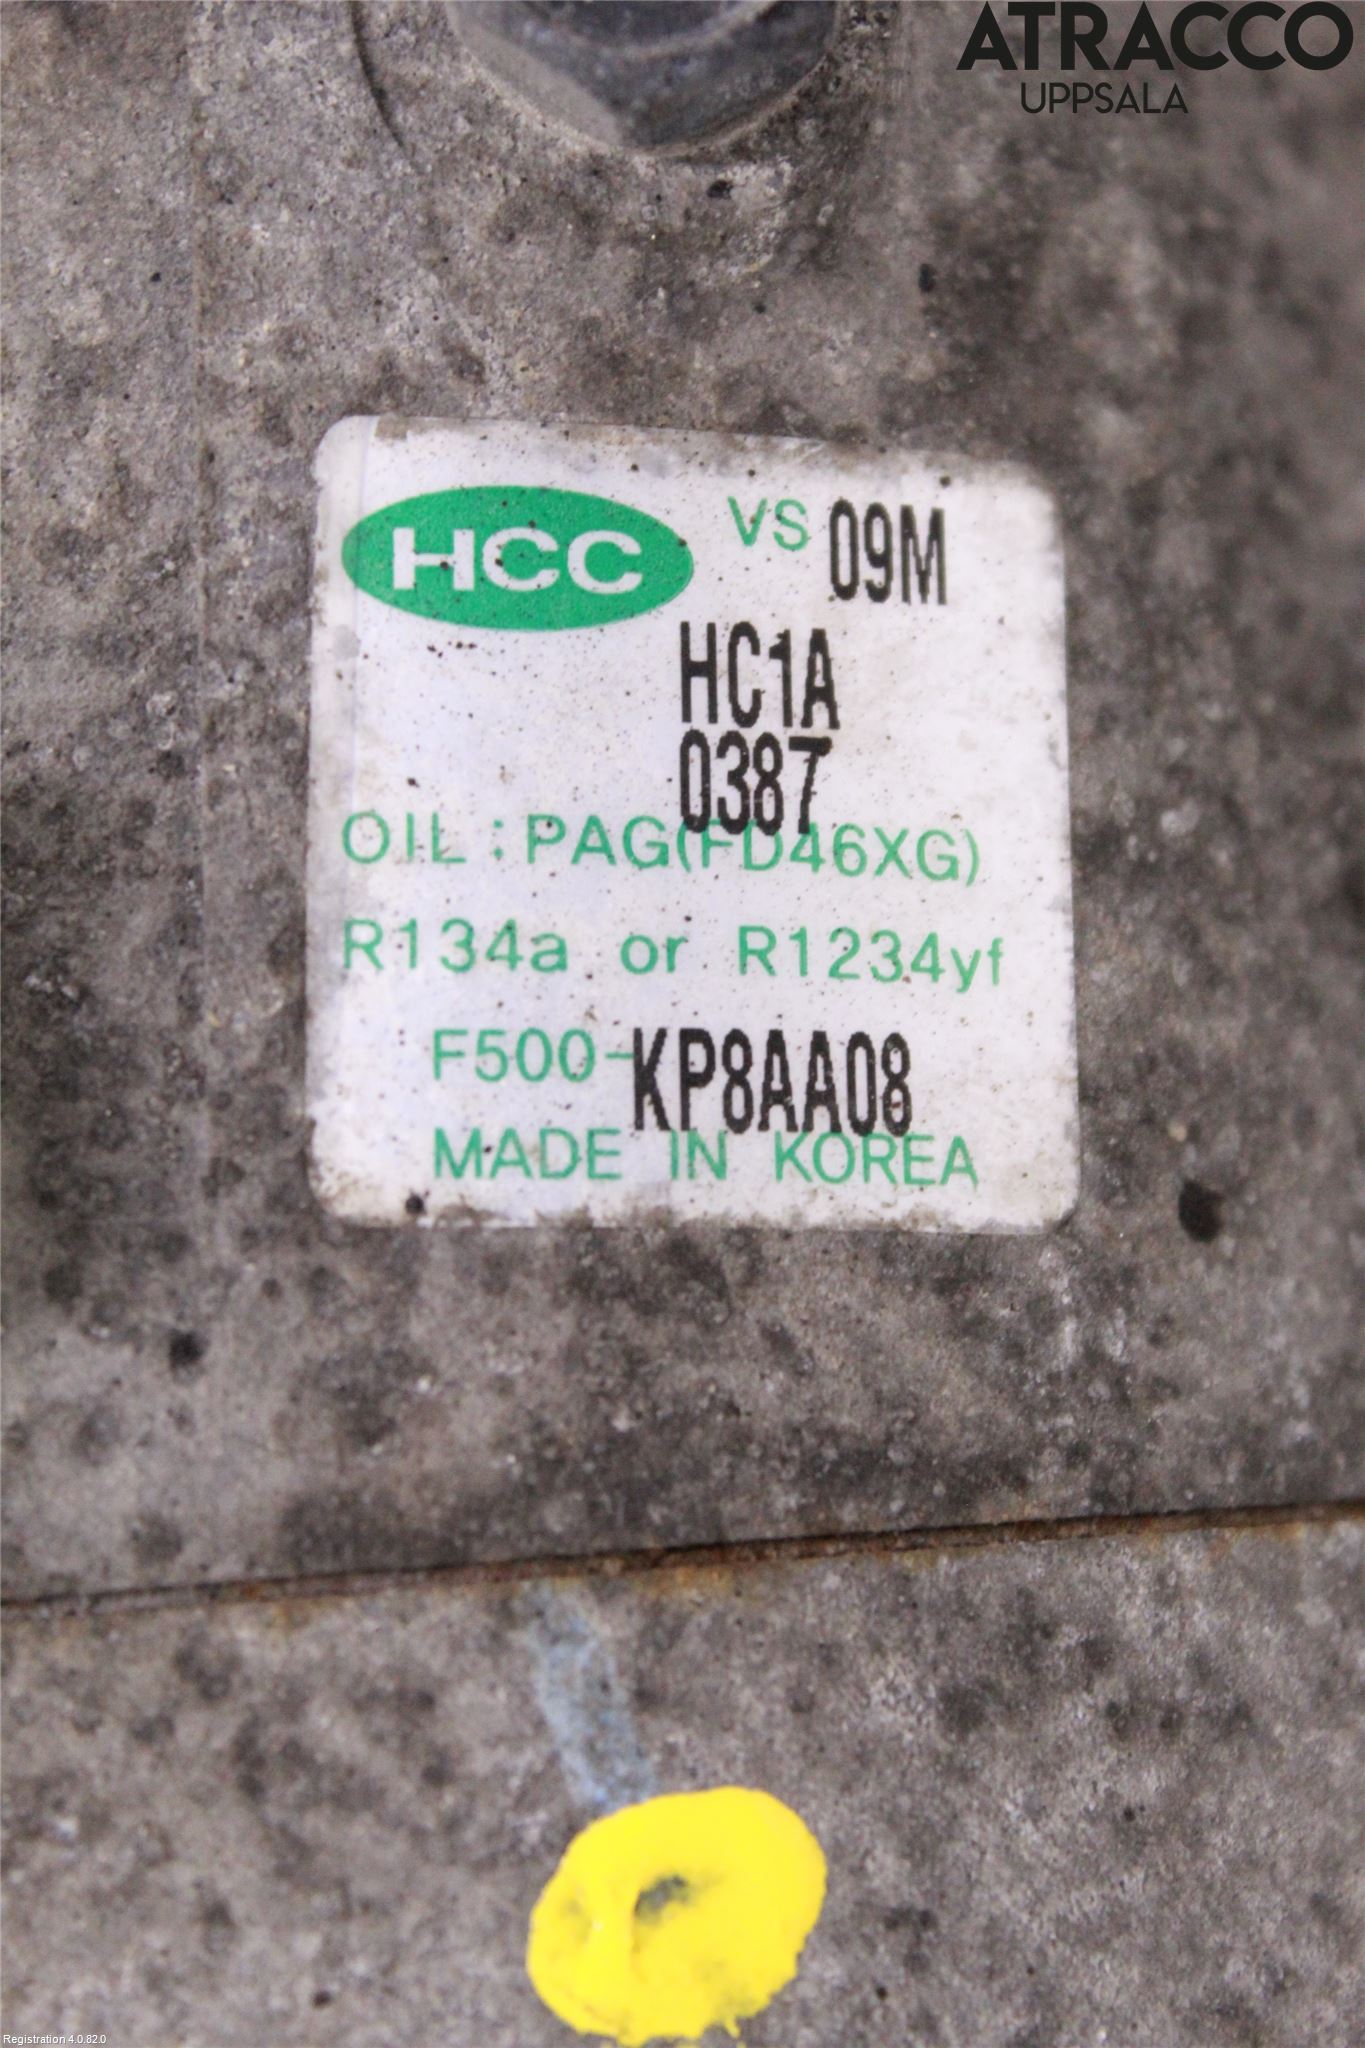 ATRACCO
UPPSALA
HCC VS 09M
HC1A
0387
OIL : PAG(FD46XG)
R134a or R1234yf
F500-KP8AA08
MADE IN KOREA
Registration 4.0.82.0